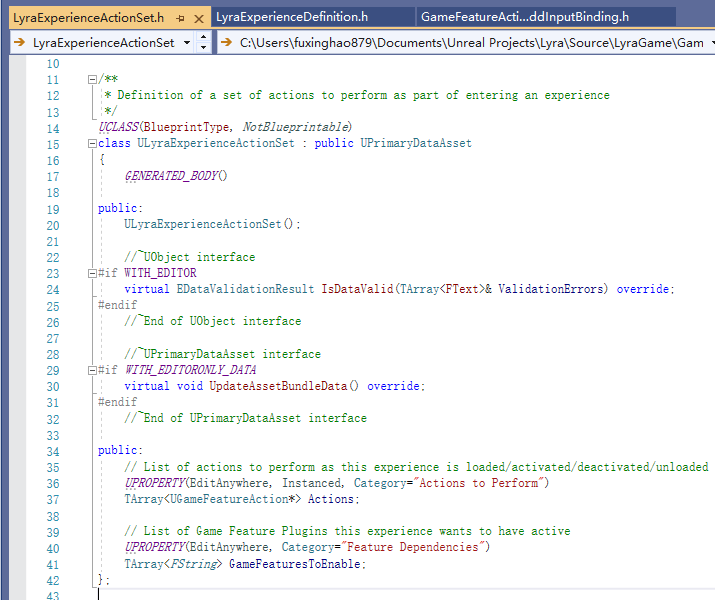 LyraExperienceActionSet.h
LyraExperienceDefinition.h
GameFeatureActi...ddInputBinding.h
LyraExperienceActionSet
C:\Users\fuxinghao879\Documents\Unreal Projects\Lyra\Source\LyraGame\Gam
10
11 /**
12 * Definition of a set of actions to perform as part of entering an experience
13 */
14 UCLASS(BlueprintType, NotBlueprintable)
15 class ULyraExperienceActionSet : public UPrimaryDataAsset
16 {
17 GENERATED_BODY()
18
19 public:
20 ULyraExperienceActionSet();
21
22 //~UObject interface
23 #if WITH_EDITOR
24 virtual EDataValidationResult IsDataValid(TArray<FText>& ValidationErrors) override;
25 #endif
26 //~End of UObject interface
27
28 //~UPrimaryDataAsset interface
29 #if WITH_EDITORONLY_DATA
30 virtual void UpdateAssetBundleData() override;
31 #endif
32 //~End of UPrimaryDataAsset interface
33
34 public:
35 // List of actions to perform as this experience is loaded/activated/deactivated/unloaded
36 UPROPERTY(EditAnywhere, Instanced, Category="Actions to Perform")
37 TArray<UGameFeatureAction*> Actions;
38
39 // List of Game Feature Plugins this experience wants to have active
40 UPROPERTY(EditAnywhere, Category="Feature Dependencies")
41 TArray<FString> GameFeaturesToEnable;
42 };
43